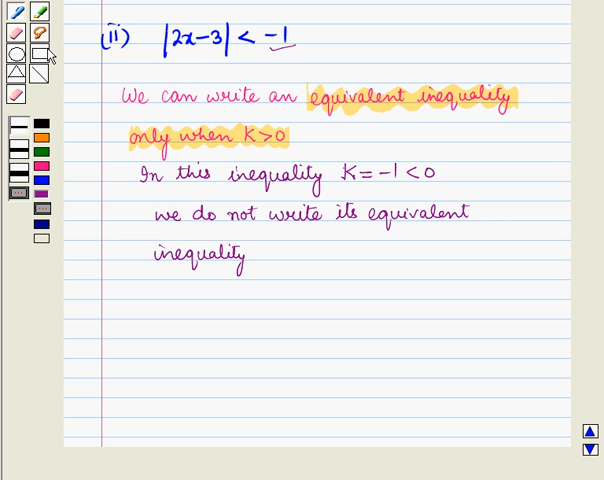 (ii) |2x-3| < -1
We can write an equivalent inequality
only when K>0
In this inequality K = -1 < 0
we do not write its equivalent
inequality